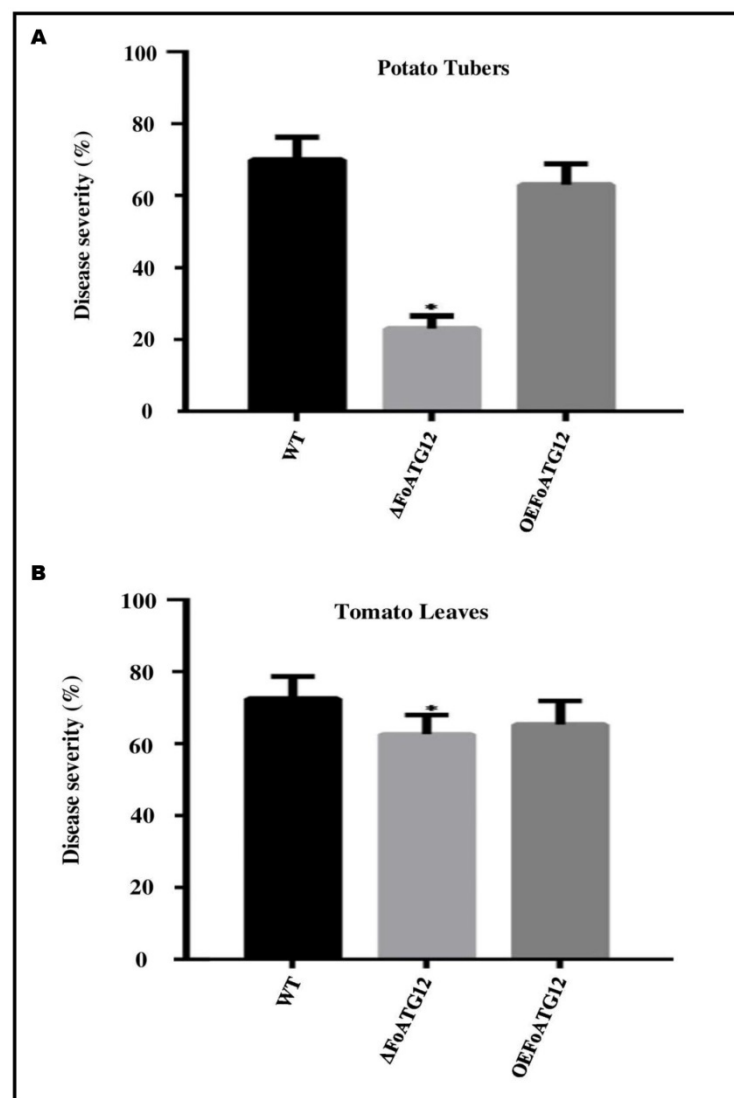 A
Potato Tubers
Disease severity (%)
100
80
60
40
20
0
*
WT
ΔFoATG12
OEFoATG12
B
Tomato Leaves
Disease severity (%)
100
80
60
40
20
0
*
WT
ΔFoATG12
OEFoATG12